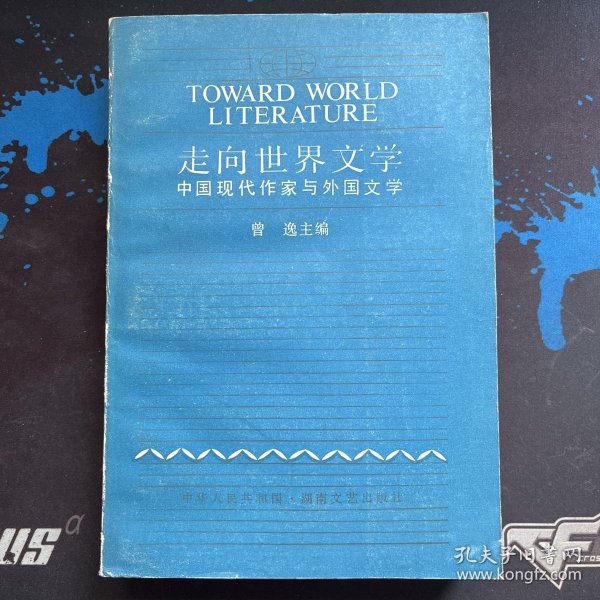 TOWARD WORLD
LITERATURE
走向世界文学
中国现代作家与外国文学
曾 逸主编
中华人民共和国·湖南文艺出版社
US α
孔夫子旧书网
www.kongfz.com